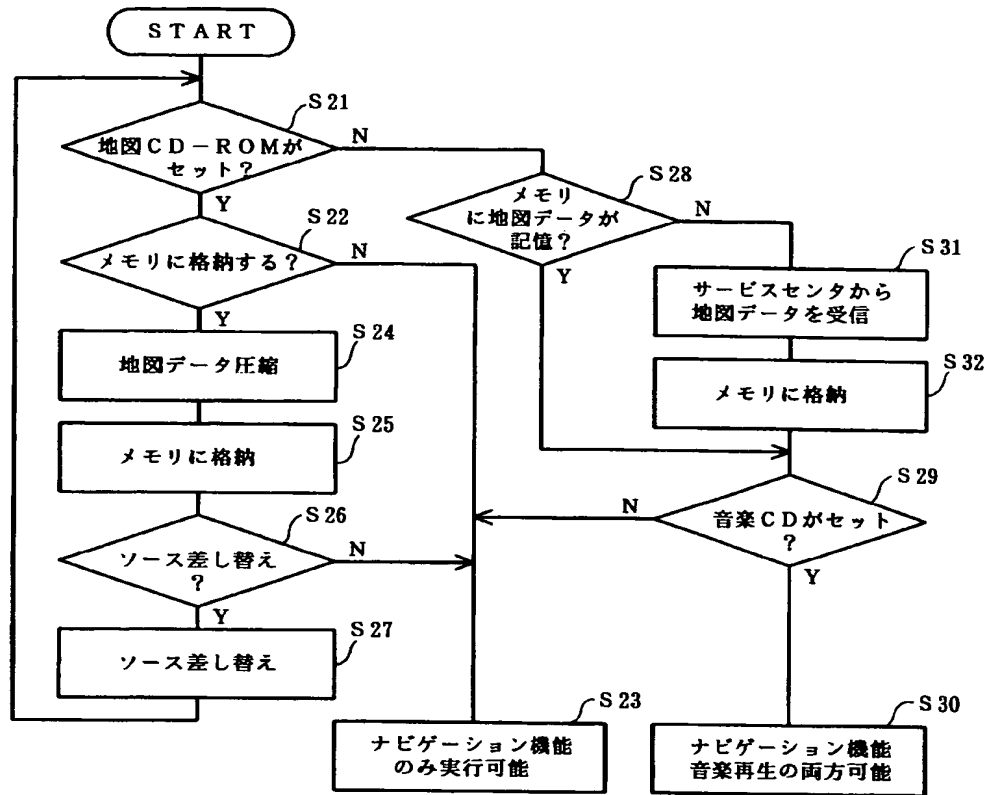 START
S21
地図CD-ROMが
セット?
N
Y
S22
メモリに格納する?
N
Y
S24
地図データ圧縮
S25
メモリに格納
S26
ソース差し替え
?
N
Y
S27
ソース差し替え
S28
メモリ
に地図データが
記憶?
N
Y
S31
サービスセンタから
地図データを受信
S32
メモリに格納
S29
音楽CDがセット
?
N
Y
S23
ナビゲーション機能
のみ実行可能
S30
ナビゲーション機能
音楽再生の両方可能